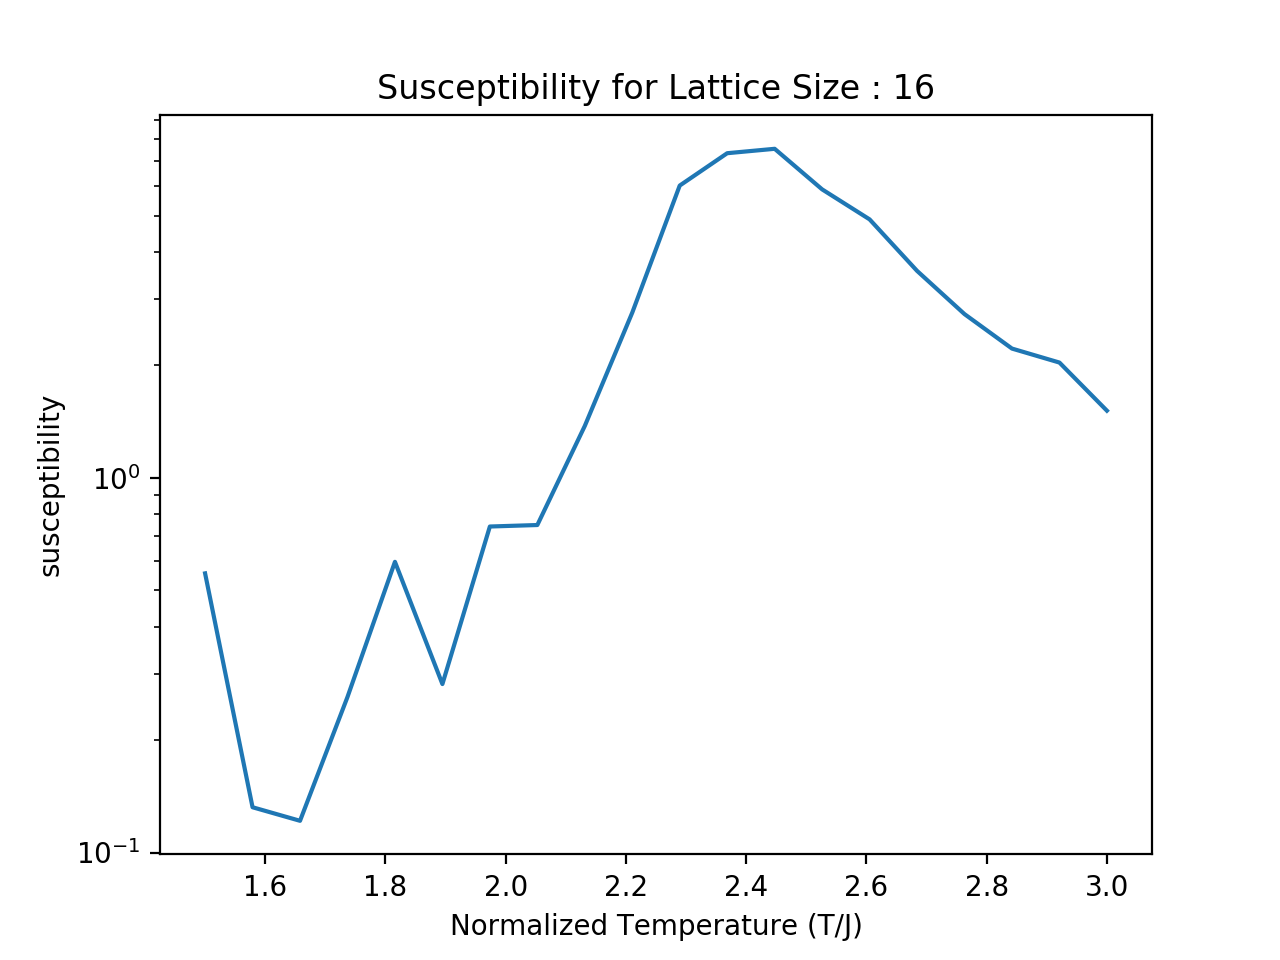 Susceptibility for Lattice Size : 16
susceptibility
10⁰
10⁻¹
1.6 1.8 2.0 2.2 2.4 2.6 2.8 3.0
Normalized Temperature (T/J)